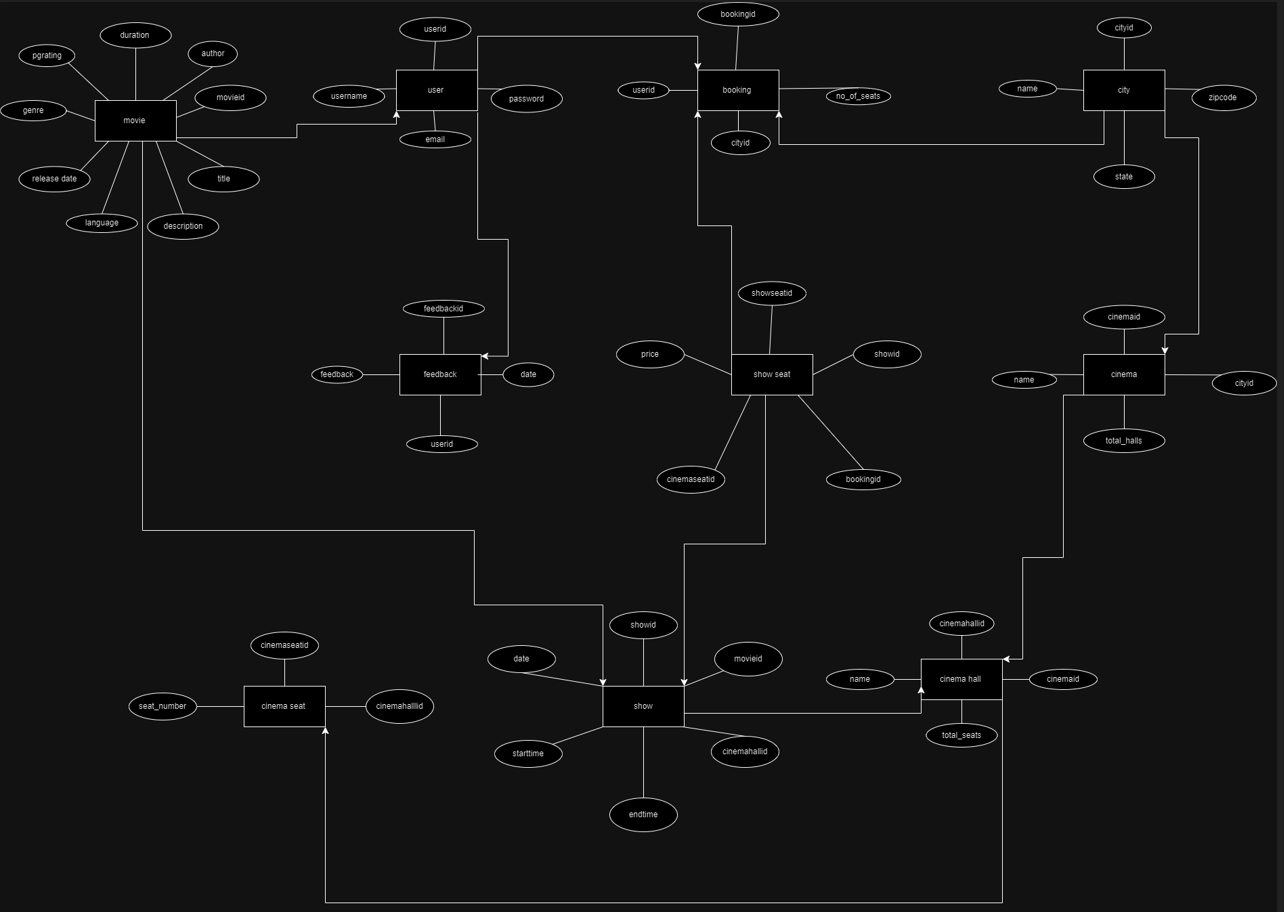 bookingid
cityid
userid
duration
author
pgrating
movieid
username
user
password
userid
booking
no_of_seats
name
city
zipcode
genre
movie
email
cityid
release date
title
state
language
description
showseatid
feedbackid
cinemaid
price
showid
feedback
feedback
date
show seat
name
cinema
cityid
userid
total_halls
cinemaseatid
bookingid
showid
cinemahallid
cinemaseatid
date
movieid
name
cinema hall
cinemaid
seat_number
cinema seat
cinemahalllid
show
total_seats
starttime
cinemahallid
endtime